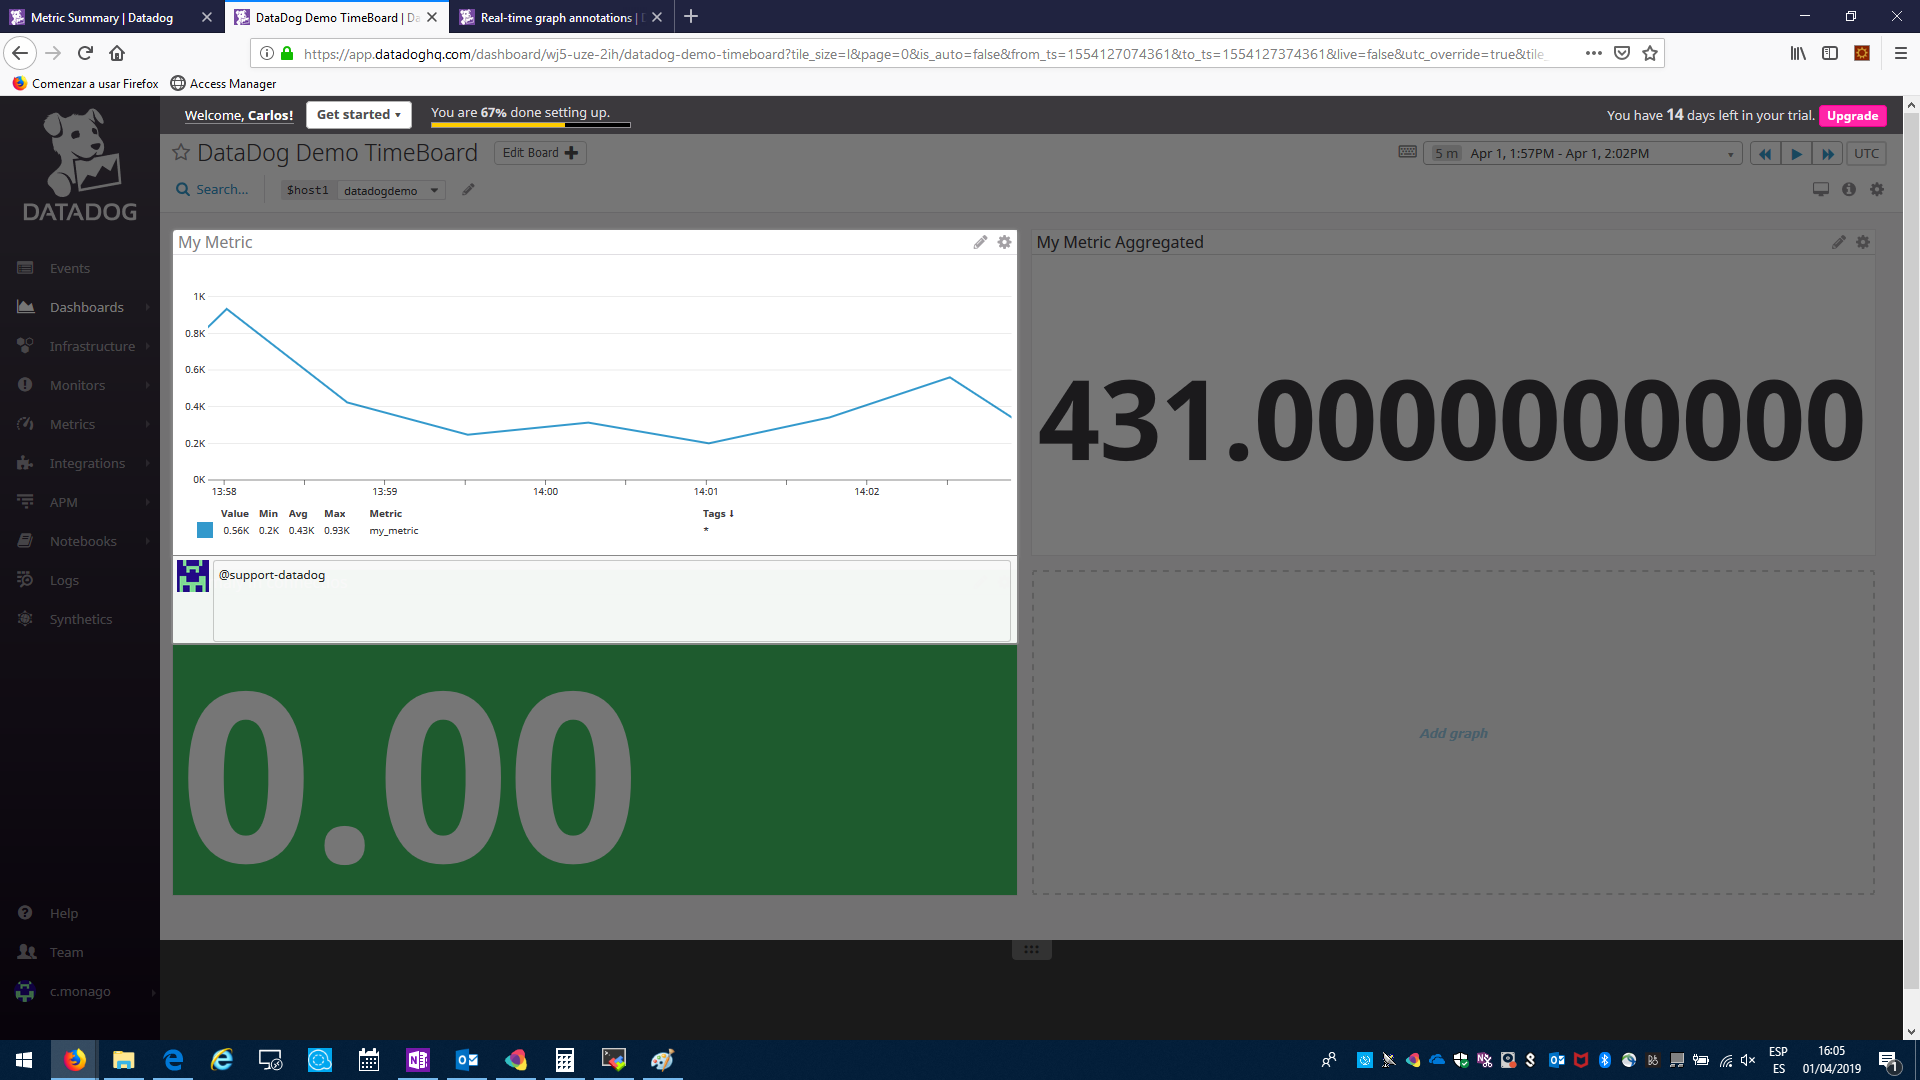 Metric Summary | Datadog
DataDog Demo TimeBoard | Da
Real-time graph annotations |
https://app.datadoghq.com/dashboard/wj5-uze-2ih/datadog-demo-timeboard?tile_size=l&page=0&is_auto=false&from_ts=1554127074361&to_ts=1554127374361&live=false&utc_override=true&tile_
Comenzar a usar Firefox
Access Manager
Welcome, Carlos!
Get started
You are 67% done setting up.
You have 14 days left in your trial.
Upgrade
DATADOG
Events
Dashboards
Infrastructure
Monitors
Metrics
Integrations
APM
Notebooks
Logs
Synthetics
Help
Team
c.monago
DataDog Demo TimeBoard
Edit Board
5 m Apr 1, 1:57PM - Apr 1, 2:02PM
UTC
Search...
$host1 datadogdemo
My Metric
1K
0.8K
0.6K
0.4K
0.2K
0K
13:58 13:59 14:00 14:01 14:02
Value Min Avg Max Metric Tags
0.56K 0.2K 0.43K 0.93K my_metric *
@support-datadog
0.00
My Metric Aggregated
431.0000000000
Add graph
ESP
ES
16:05
01/04/2019
1